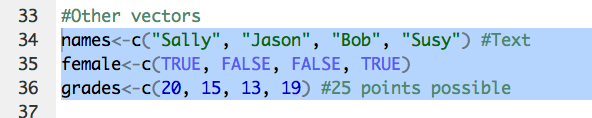 33 #Other vectors
34 names<-c("Sally", "Jason", "Bob", "Susy") #Text
35 female<-c(TRUE, FALSE, FALSE, TRUE)
36 grades<-c(20, 15, 13, 19) #25 points possible
37